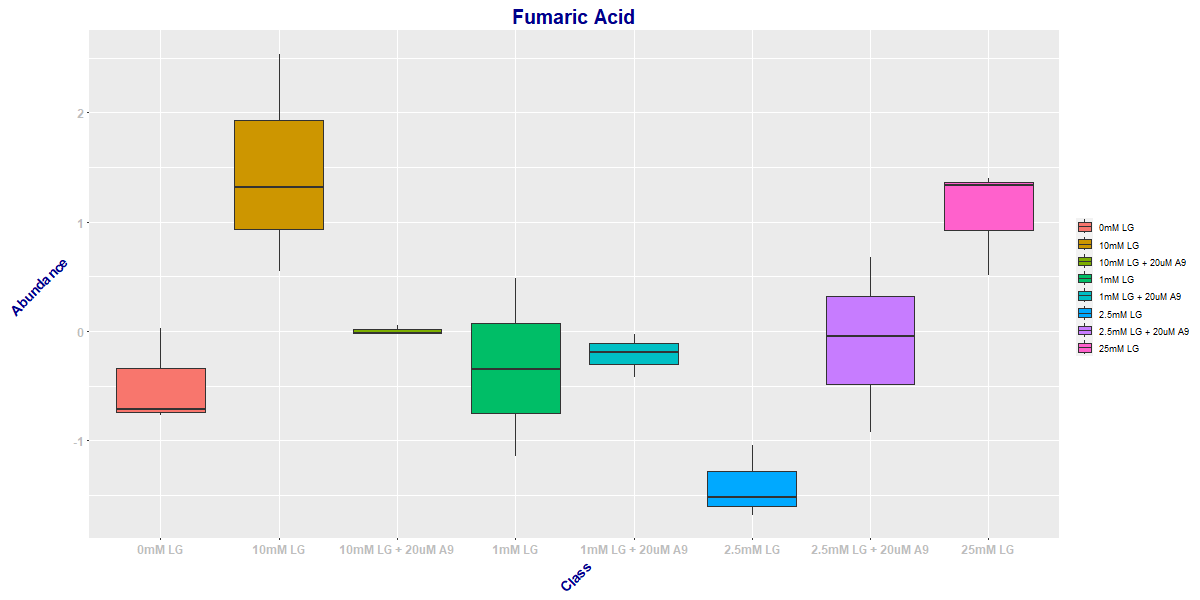 Fumaric Acid
Abundance
2
1
0
-1
0mM LG
10mM LG
10mM LG + 20uM A9
1mM LG
1mM LG + 20uM A9
2.5mM LG
2.5mM LG + 20uM A9
25mM LG
Class
0mM LG
10mM LG
10mM LG + 20uM A9
1mM LG
1mM LG + 20uM A9
2.5mM LG
2.5mM LG + 20uM A9
25mM LG